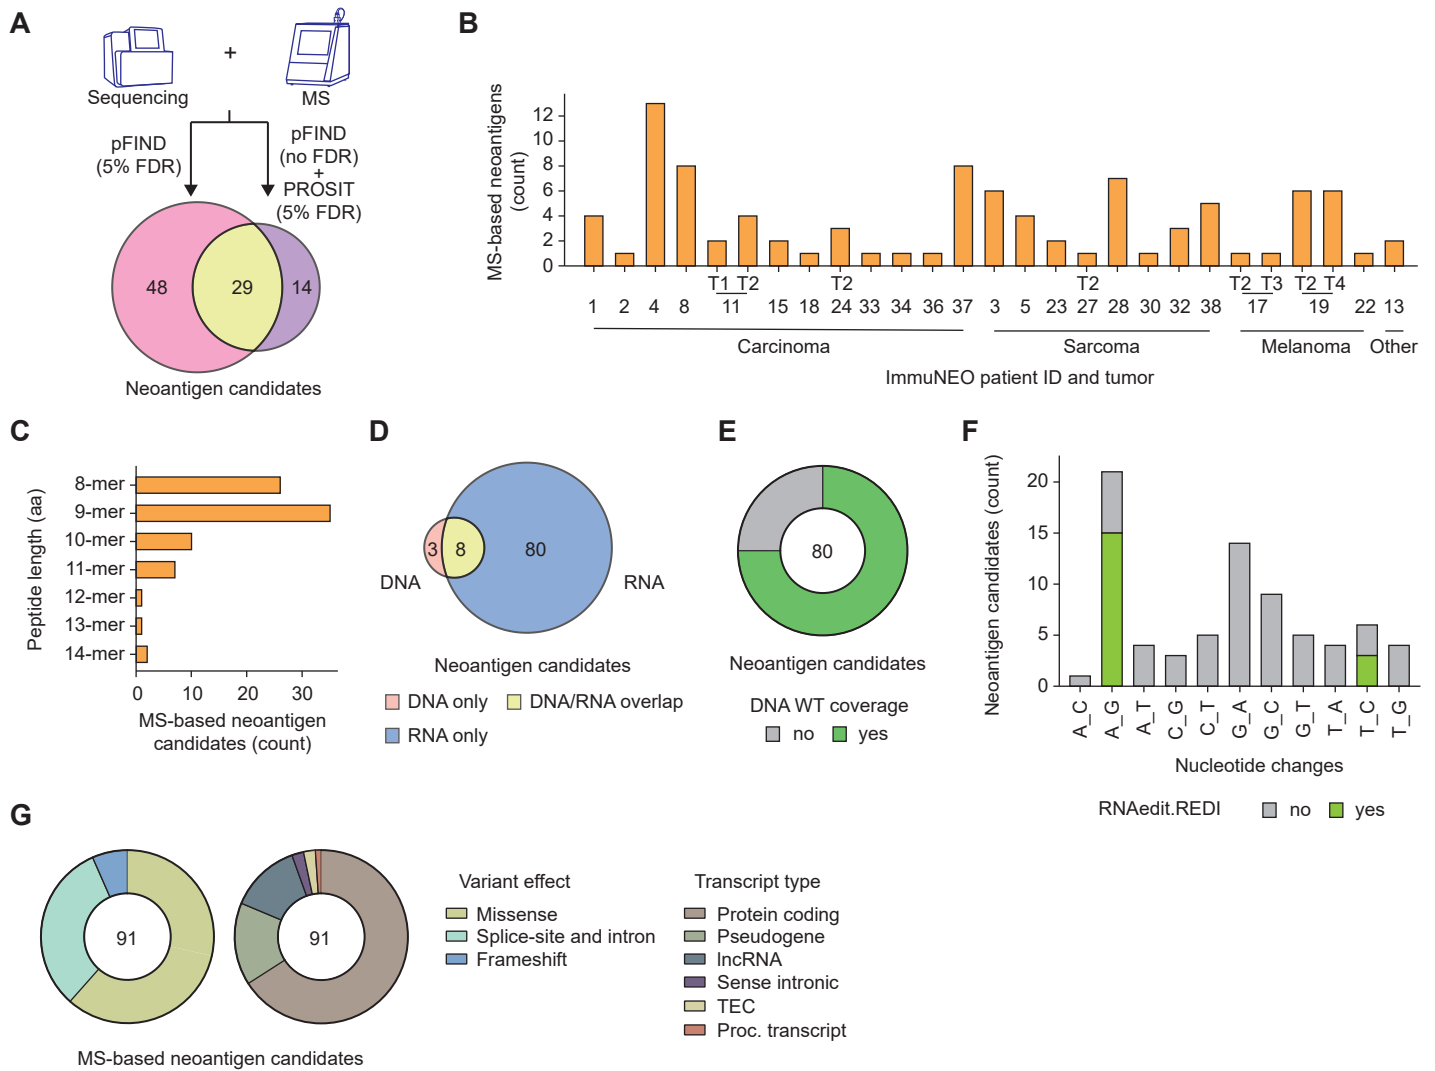 A
Sequencing
+
MS
pFIND
(5% FDR)
pFIND
(no FDR)
+
PROSIT
(5% FDR)
48
29
14
Neoantigen candidates
B
MS-based neoantigens
(count)
12
10
8
6
4
2
0
T1 T2
T2
T2
T2 T3
T2 T4
1 2 4 8 11 15 18 24 33 34 36 37 3 5 23 27 28 30 32 38 17 19 22 13
Carcinoma
Sarcoma
Melanoma
Other
ImmuNEO patient ID and tumor
C
Peptide length (aa)
8-mer
9-mer
10-mer
11-mer
12-mer
13-mer
14-mer
0 10 20 30
MS-based neoantigen
candidates (count)
D
3
8
80
DNA
RNA
Neoantigen candidates
DNA only
DNA/RNA overlap
RNA only
E
80
Neoantigen candidates
DNA WT coverage
no
yes
F
Neoantigen candidates (count)
20
15
10
5
0
A_C
A_G
A_T
C_G
C_T
G_A
G_C
G_T
T_A
T_C
T_G
Nucleotide changes
RNAedit.REDI
no
yes
G
91
91
MS-based neoantigen candidates
Variant effect
Missense
Splice-site and intron
Frameshift
Transcript type
Protein coding
Pseudogene
lncRNA
Sense intronic
TEC
Proc. transcript